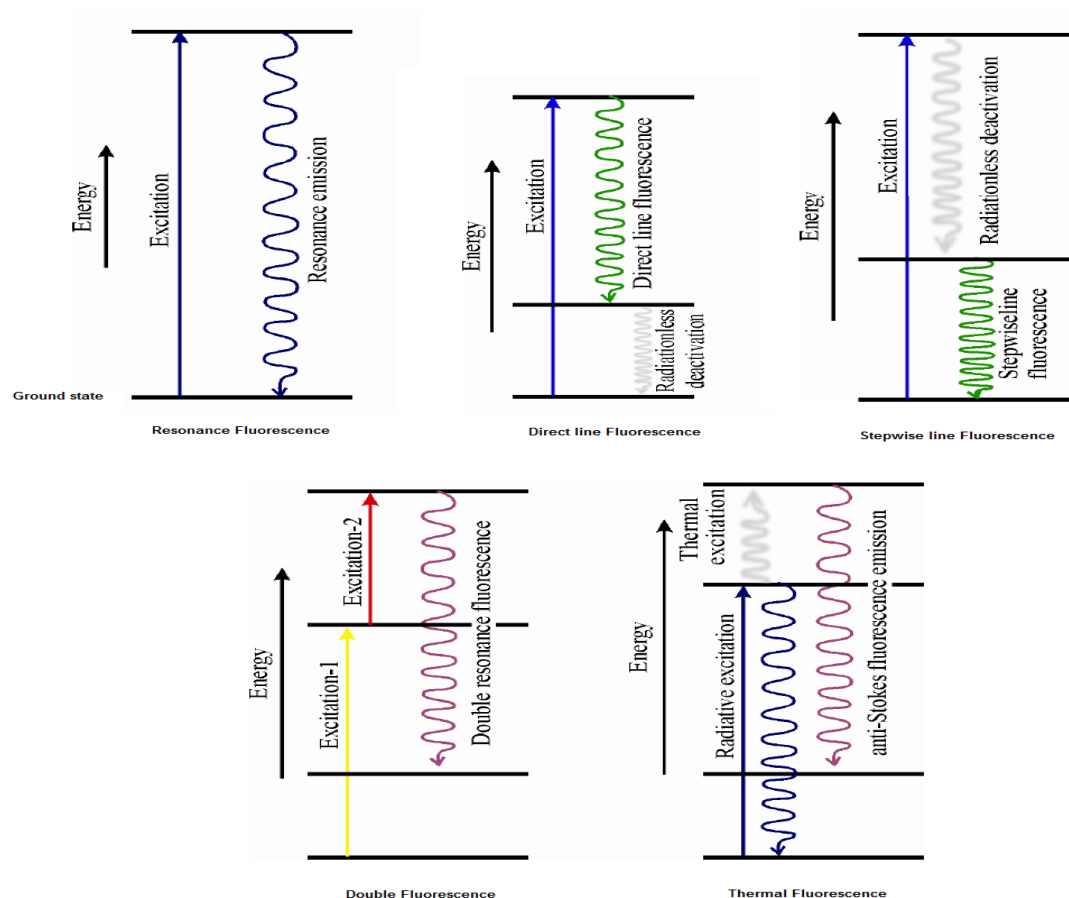 Energy
Excitation
Resonance emission
Ground state
Resonance Fluorescence
Energy
Excitation
Direct line fluorescence
Radiationless
deactivation
Direct line Fluorescence
Energy
Excitation
Radiationless deactivation
Stepwiseline
fluorescence
Stepwise line Fluorescence
Energy
Excitation-1
Excitation-2
Double resonance fluorescence
Double Fluorescence
Energy
Thermal
excitation
Radiative excitation
anti-Stokes fluorescence emission
Thermal Fluorescence